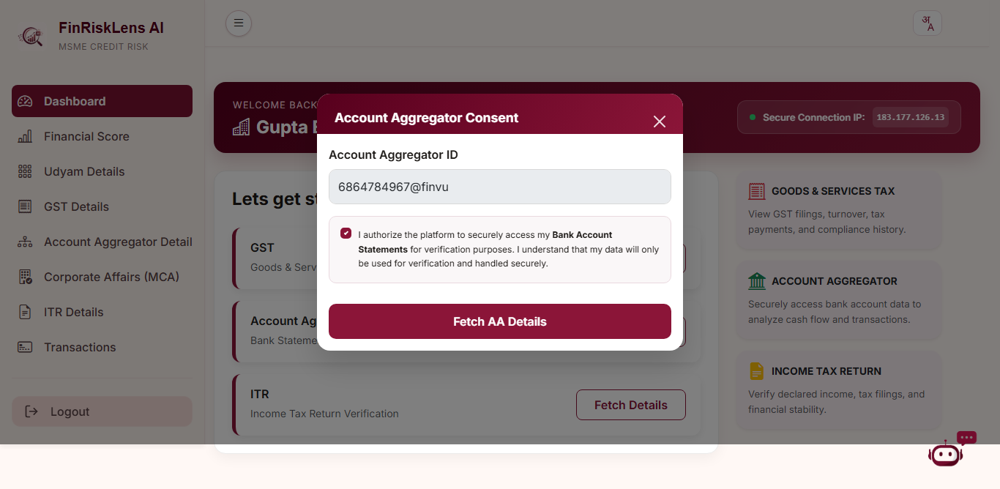 FinRiskLens AI
MSME CREDIT RISK
Dashboard
Financial Score
Udyam Details
GST Details
Account Aggregator Detail
Corporate Affairs (MCA)
ITR Details
Transactions
Logout
अ
A
WELCOME BACK
Gupta
Secure Connection IP: 183.177.126.13
Account Aggregator Consent
Account Aggregator ID
6864784967@finvu
I authorize the platform to securely access my Bank Account
Statements for verification purposes. I understand that my data will only
be used for verification and handled securely.
Fetch AA Details
Lets get
GST
Goods &
Account
Bank
ITR
Income Tax Return Verification
Fetch Details
GOODS & SERVICES TAX
View GST filings, turnover, tax
payments, and compliance history.
ACCOUNT AGGREGATOR
Securely access bank account data to
analyze cash flow and transactions.
INCOME TAX RETURN
Verify declared income, tax filings, and
financial stability.